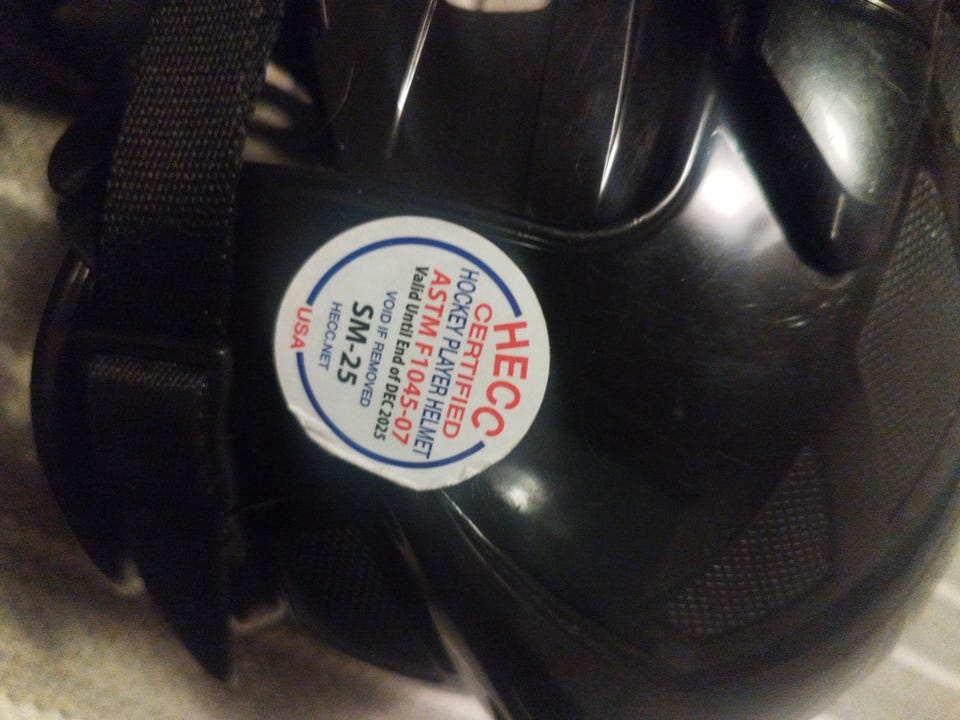 HECC
CERTIFIED
HOCKEY PLAYER HELMET
ASTM F1045-07
Valid Until End of DEC 2025
VOID IF REMOVED
SM-25
HECC.NET
USA